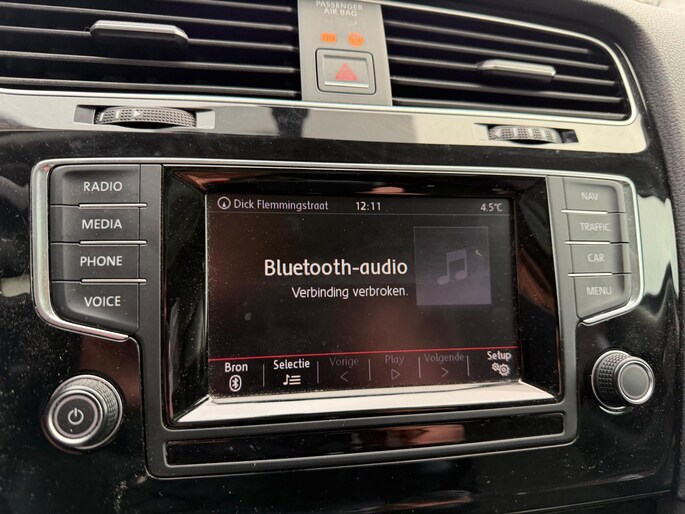 PASSENGER
AIR BAG
RADIO
MEDIA
PHONE
VOICE
Dick Flemmingstraat 12:11 4.5°C
Bluetooth-audio
Verbinding verbroken.
Bron Selectie Vorige Play Volgende Setup
NAV
TRAFFIC
CAR
MENU